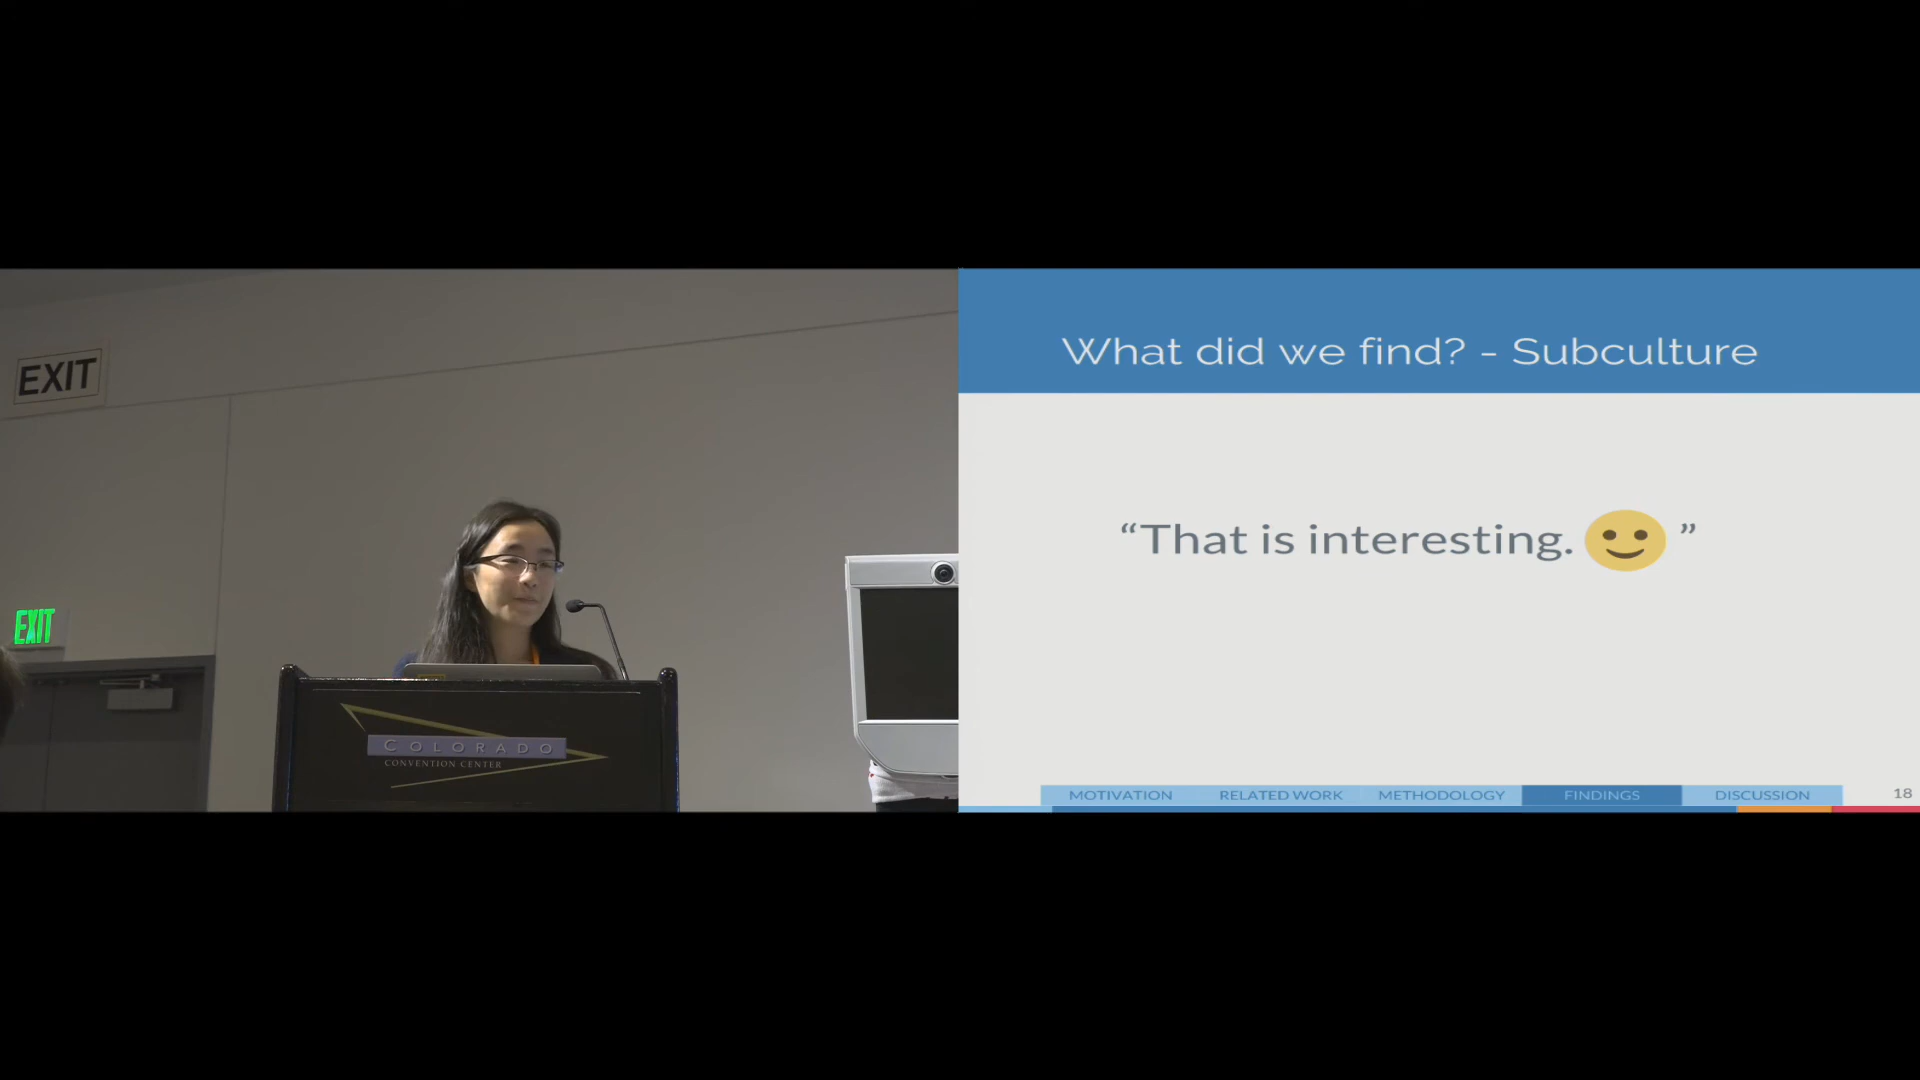 EXIT
EXIT
COLORADO
CONVENTION CENTER
What did we find? - Subculture
“That is interesting. 🙂 ”
MOTIVATION RELATED WORK METHODOLOGY FINDINGS DISCUSSION 18